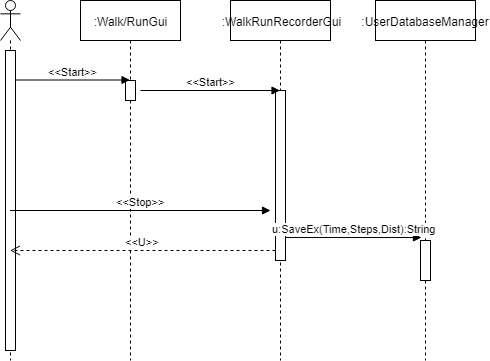 :Walk/RunGui
:WalkRunRecorderGui
:UserDatabaseManager
<<Start>>
<<Start>>
<<Stop>>
u:SaveEx(Time,Steps,Dist):String
<<U>>